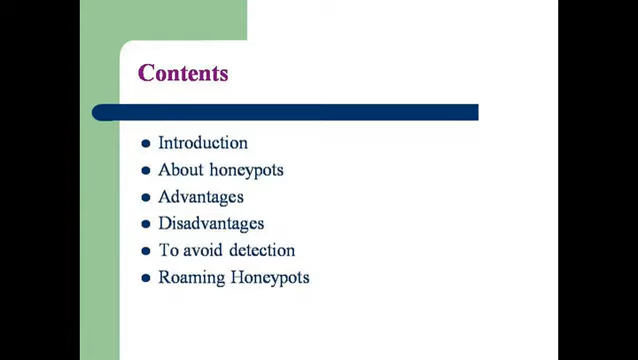 Contents
Introduction
About honeypots
Advantages
Disadvantages
To avoid detection
Roaming Honeypots